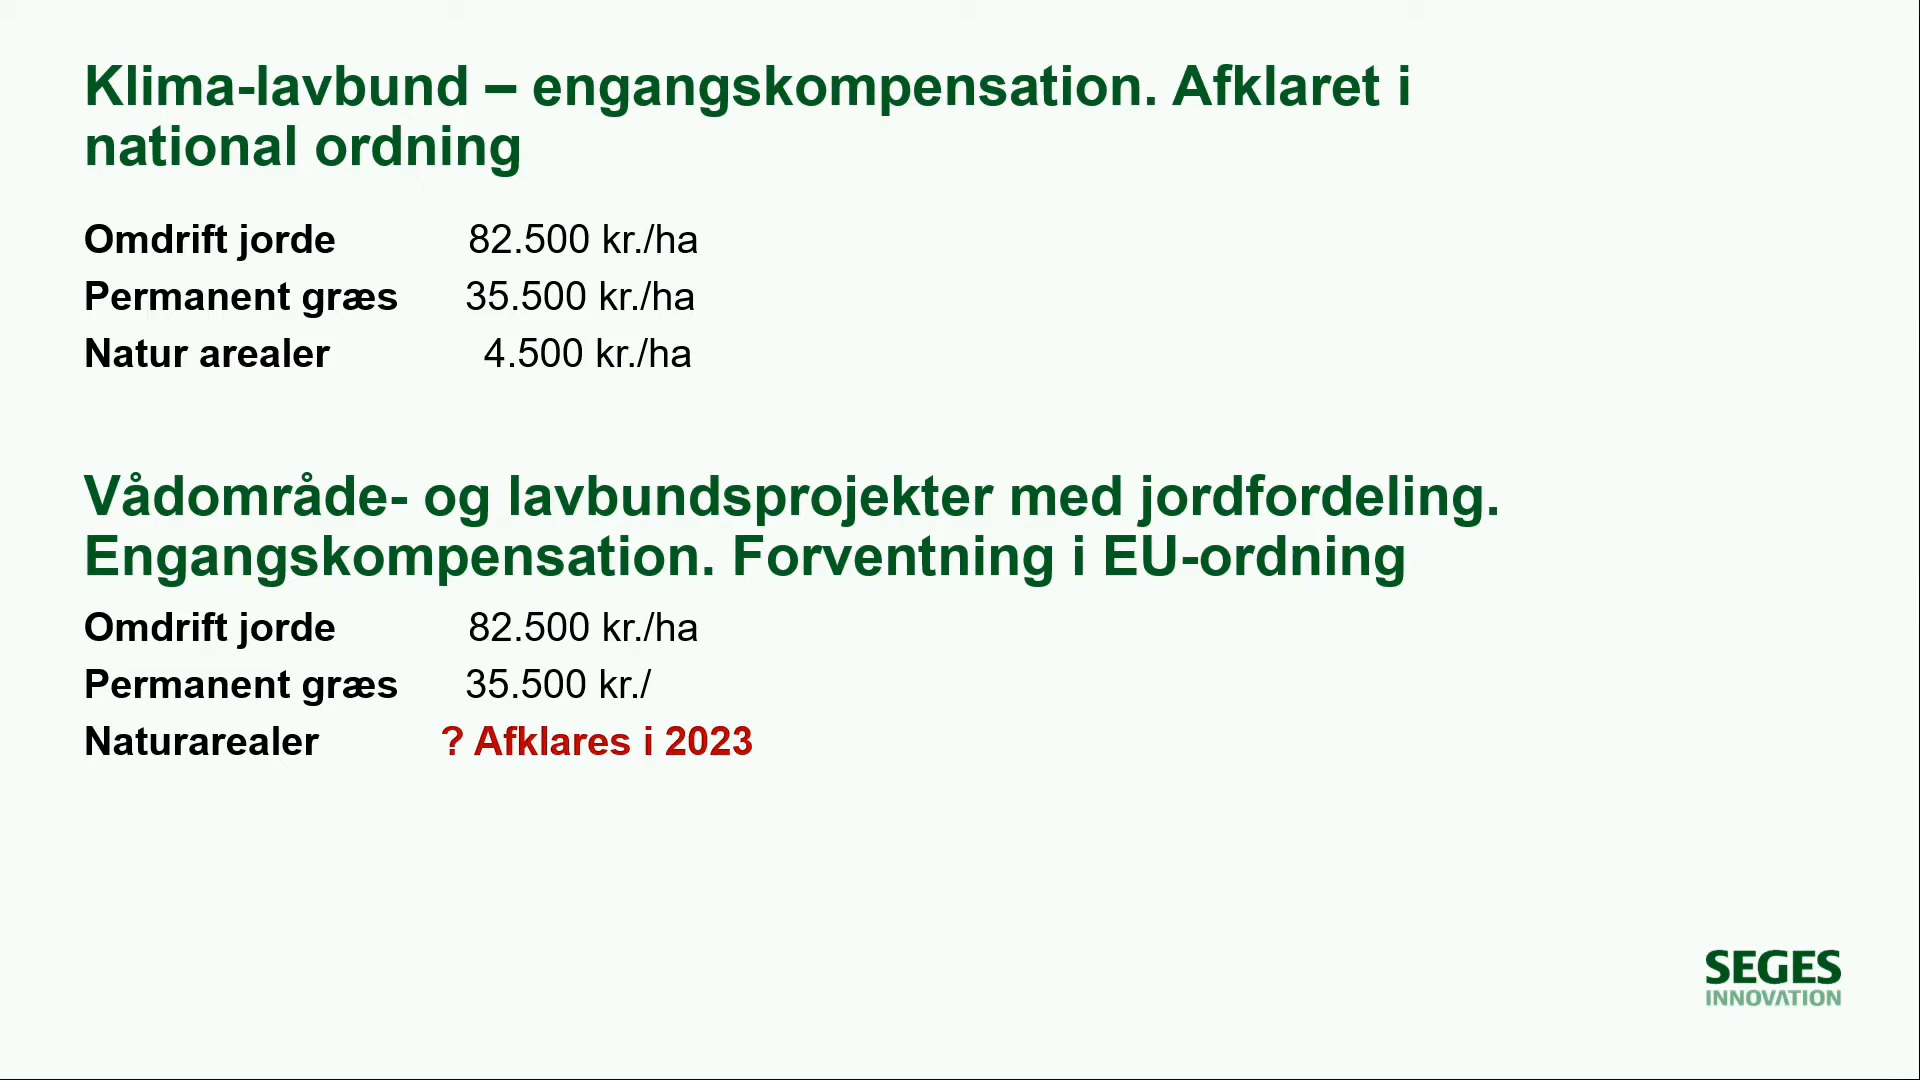 Klima-lavbund – engangskompensation. Afklaret i
national ordning
Omdrift jorde 82.500 kr./ha
Permanent græs 35.500 kr./ha
Natur arealer 4.500 kr./ha
Vådområde- og lavbundsprojekter med jordfordeling.
Engangskompensation. Forventning i EU-ordning
Omdrift jorde 82.500 kr./ha
Permanent græs 35.500 kr./
Naturarealer ? Afklares i 2023
SEGES
INNOVATION